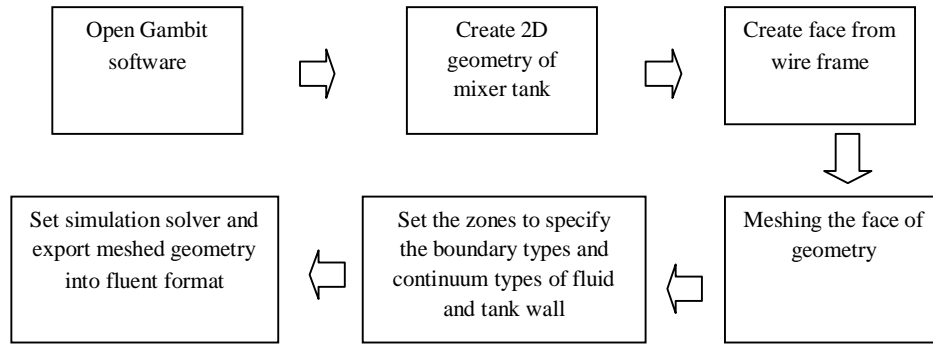 Open Gambit
software
Create 2D
geometry of
mixer tank
Create face from
wire frame
Meshing the face of
geometry
Set the zones to specify
the boundary types and
continuum types of fluid
and tank wall
Set simulation solver and
export meshed geometry
into fluent format